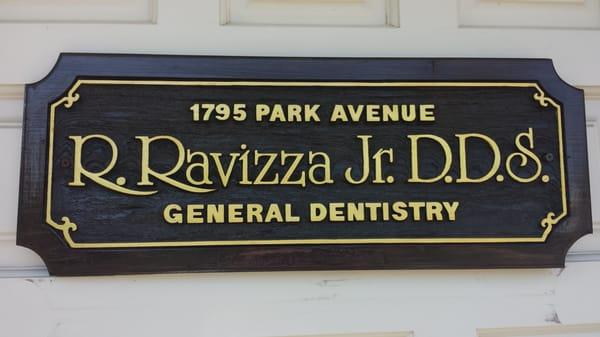 1795 PARK AVENUE
R. Ravizza Jr. D.D.S.
GENERAL DENTISTRY